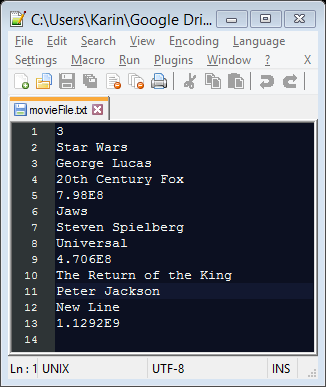 C:\Users\Karin\Google Dri...
File Edit Search View Encoding Language
Settings Macro Run Plugins Window ? X
movieFile.txt
1 3
2 Star Wars
3 George Lucas
4 20th Century Fox
5 7.98E8
6 Jaws
7 Steven Spielberg
8 Universal
9 4.706E8
10 The Return of the King
11 Peter Jackson
12 New Line
13 1.1292E9
14
Ln : 1 UNIX UTF-8 INS